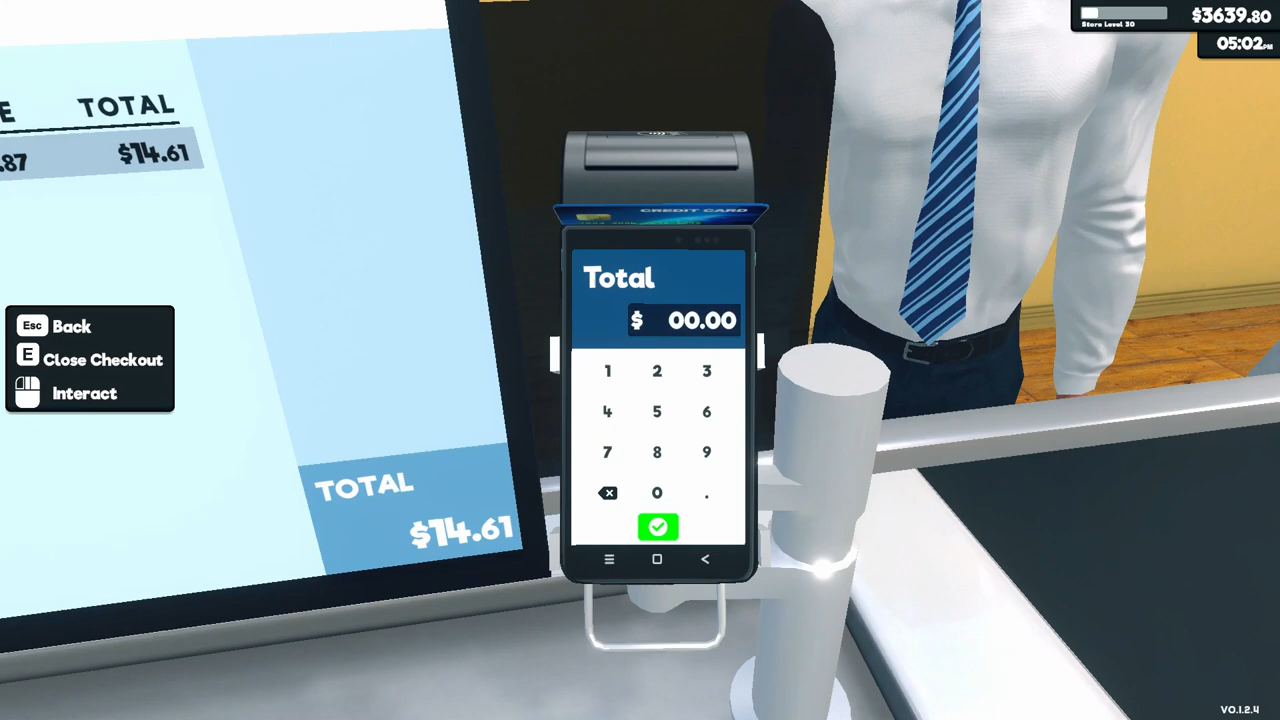 E TOTAL
.87 $14.61
TOTAL
$14.61
Esc Back
E Close Checkout
Interact
CREDIT CARD
Total
$ 00.00
1 2 3
4 5 6
7 8 9
0 .
Store Level 30
$3639.80
05:02PM
V0.1.2.4